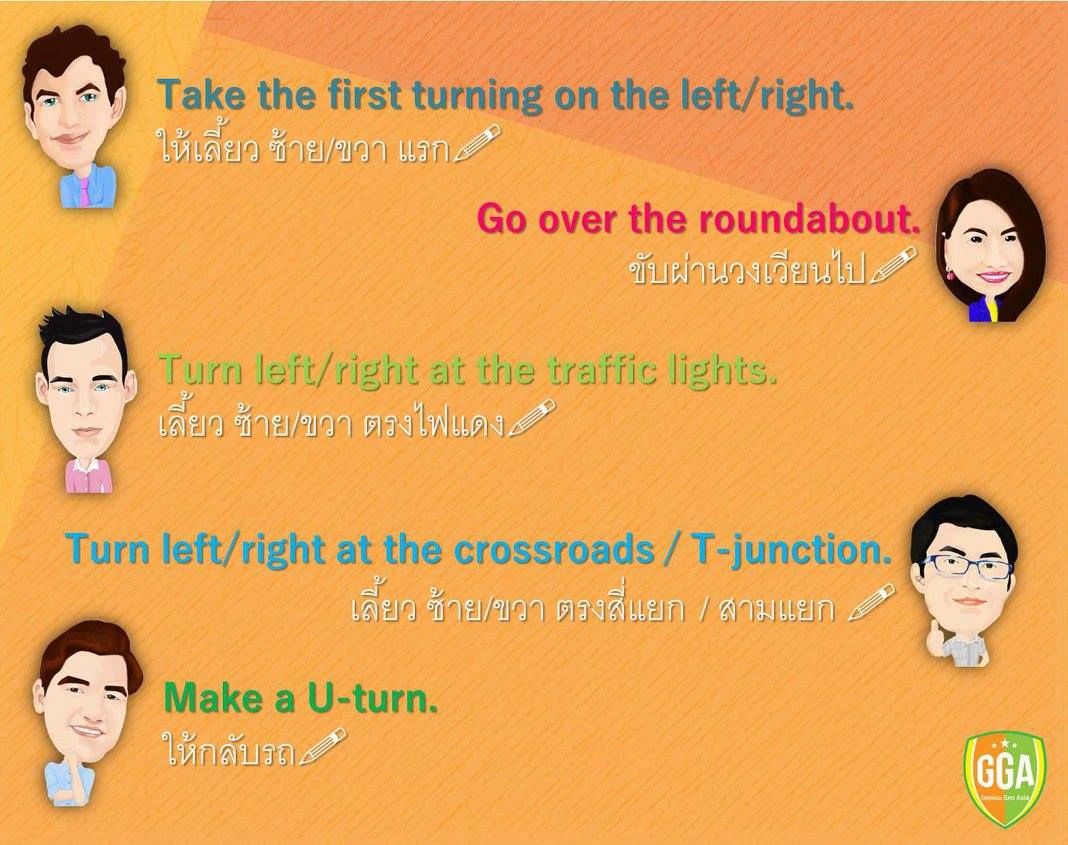 Take the first turning on the left/right.
ให้เลี้ยว ซ้าย/ขวา แรก
Go over the roundabout.
ขับผ่านวงเวียนไป
Turn left/right at the traffic lights.
เลี้ยว ซ้าย/ขวา ตรงไฟแดง
Turn left/right at the crossroads / T-junction.
เลี้ยว ซ้าย/ขวา ตรงสี่แยก / สามแยก
Make a U-turn.
ให้กลับรถ
GGA
Genius Gen Asia